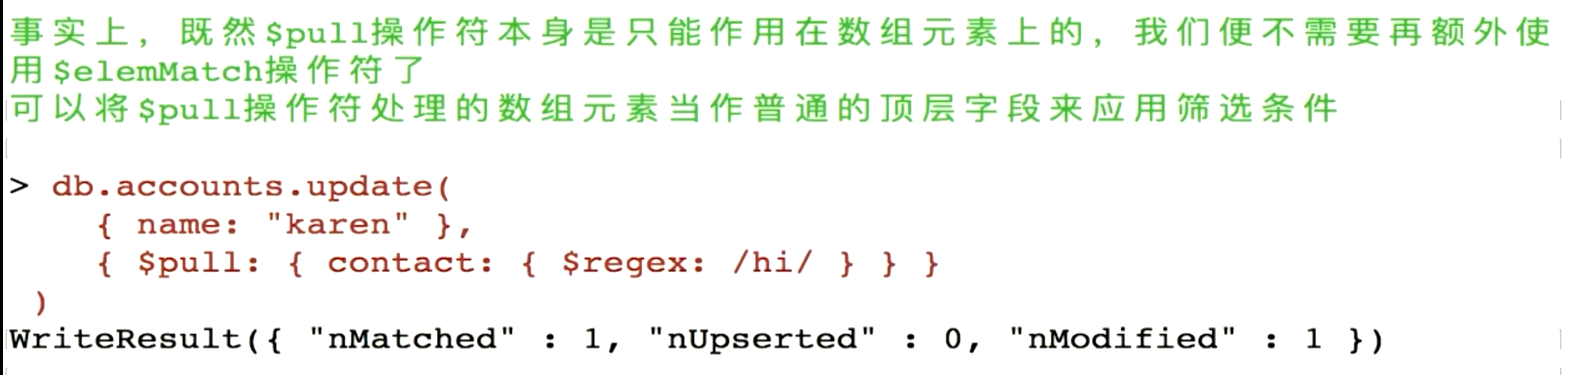 事实上，既然$pull操作符本身是只能作用在数组元素上的，我们便不需要再额外使
用$elemMatch操作符了
可以将$pull操作符处理的数组元素当作普通的顶层字段来应用筛选条件
> db.accounts.update(
{ name: "karen" },
{ $pull: { contact: { $regex: /hi/ } } }
)
WriteResult({ "nMatched" : 1, "nUpserted" : 0, "nModified" : 1 })